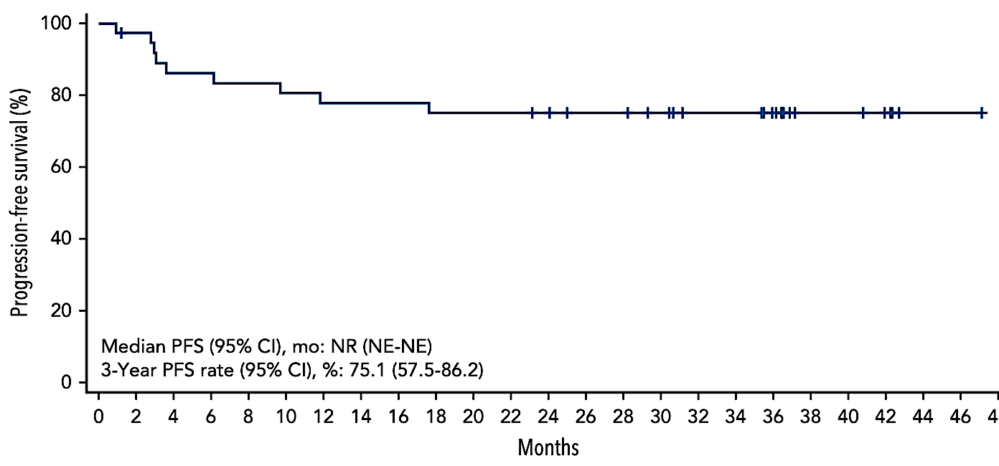 Progression-free survival (%)
100
80
60
40
20
0
Median PFS (95% CI), mo: NR (NE-NE)
3-Year PFS rate (95% CI), %: 75.1 (57.5-86.2)
0 2 4 6 8 10 12 14 16 18 20 22 24 26 28 30 32 34 36 38 40 42 44 46 4
Months